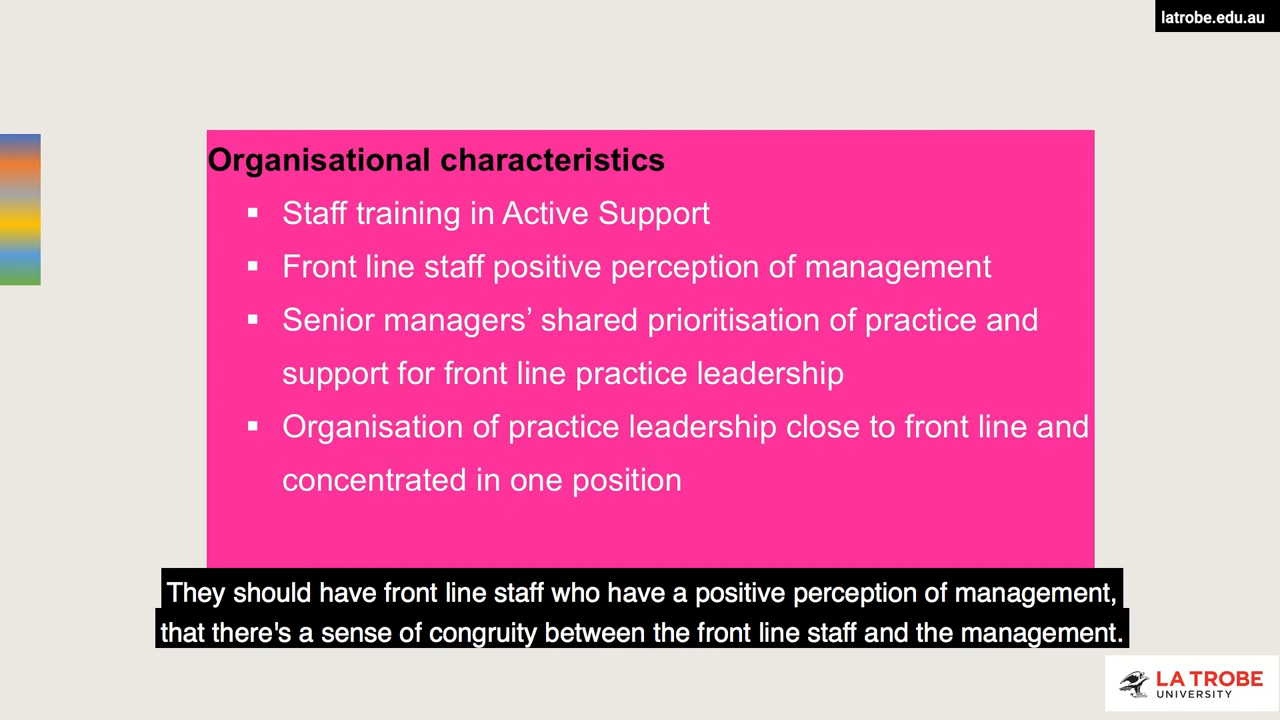 latrobe.edu.au
Organisational characteristics
▪ Staff training in Active Support
▪ Front line staff positive perception of management
▪ Senior managers’ shared prioritisation of practice and
support for front line practice leadership
▪ Organisation of practice leadership close to front line and
concentrated in one position
They should have front line staff who have a positive perception of management,
that there's a sense of congruity between the front line staff and the management.
LA TROBE
UNIVERSITY